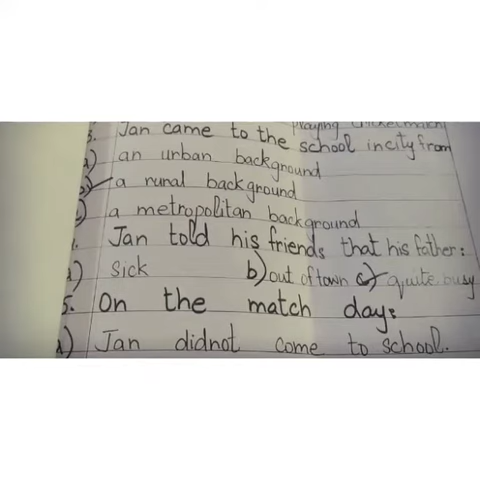 playing cricket match
3. Jan came to the school in city from
a) an urban background
b) a rural background
c) a metropolitan background
4. Jan told his friends that his father:
a) Sick b) out of town c) quite busy
5. On the match day:
a) Jan didnot come to school.